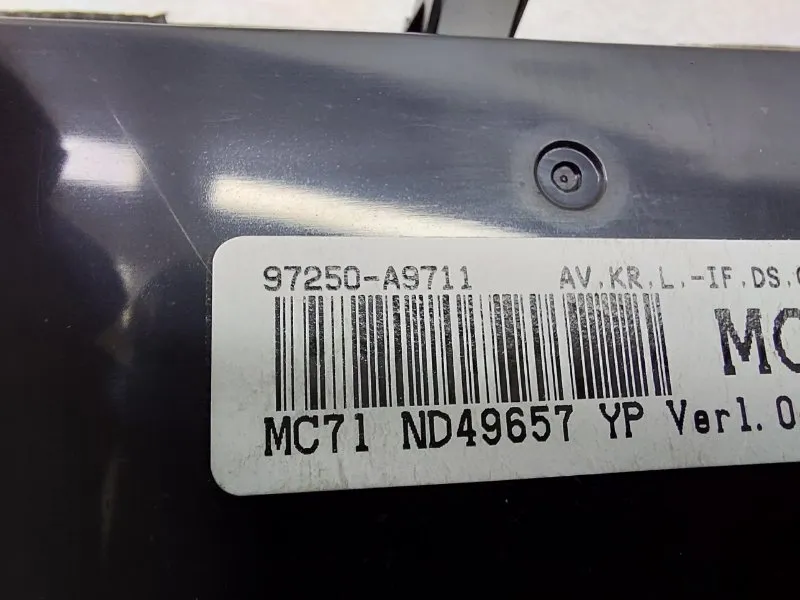 97250-A9711 AV.KR.L.-IF.DS.
MC
MC71 ND49657 YP Ver1.0